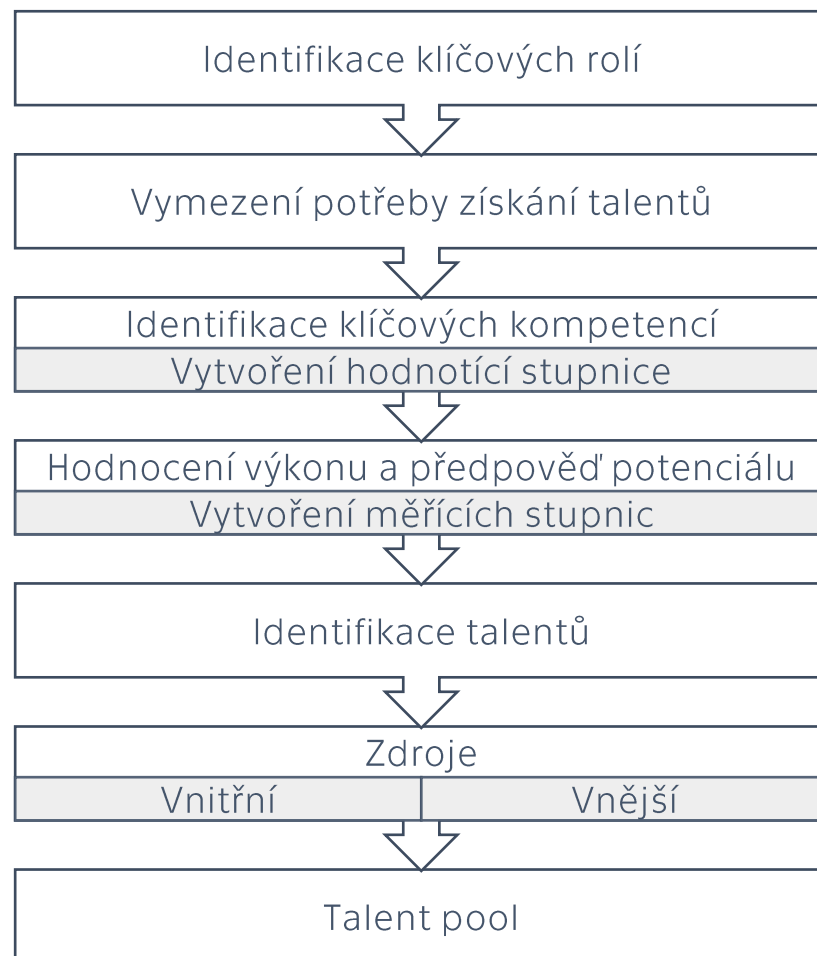 Identifikace klíčových rolí
Vymezení potřeby získání talentů
Identifikace klíčových kompetencí
Vytvoření hodnotící stupnice
Hodnocení výkonu a předpověď potenciálu
Vytvoření měřících stupnic
Identifikace talentů
Zdroje
Vnitřní Vnější
Talent pool